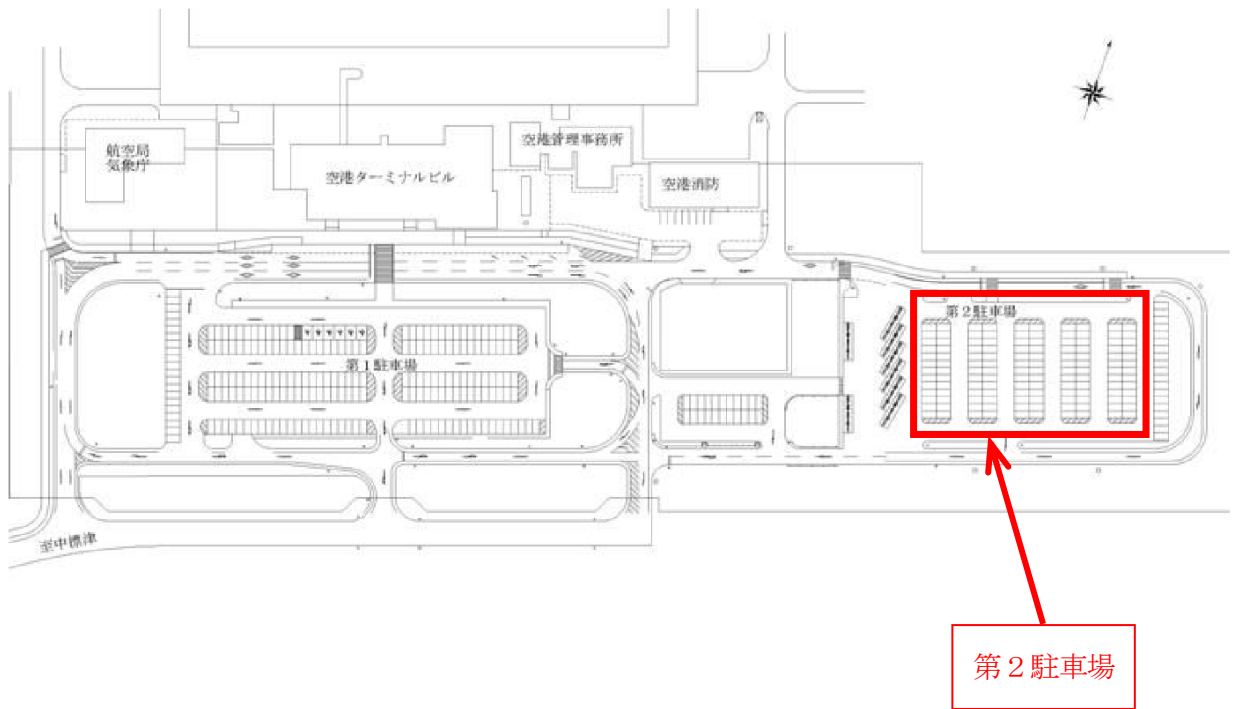 航空局
気象庁
空港ターミナルビル
空港管理事務所
空港消防
第２駐車場
第１駐車場
至中標津
第２駐車場